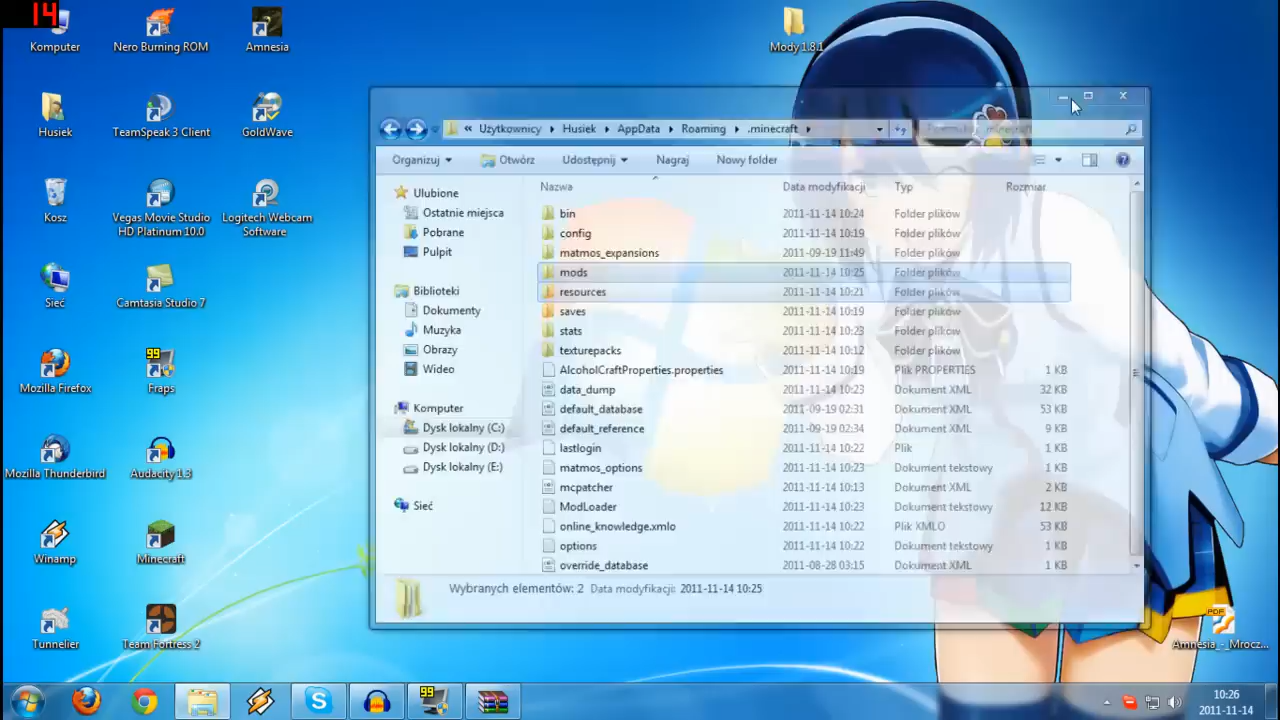 14
Komputer
Nero Burning ROM
Amnesia
Mody 1.8.1
Husiek
TeamSpeak 3 Client
GoldWave
Kosz
Vegas Movie Studio
HD Platinum 10.0
Logitech Webcam
Software
Sieć
Camtasia Studio 7
Mozilla Firefox
99
Fraps
Mozilla Thunderbird
Audacity 1.3
Winamp
Minecraft
Tunnelier
Team Fortress 2
« Użytkownicy Husiek AppData Roaming .minecraft
Organizuj Otwórz Udostępnij Nagraj Nowy folder
Nazwa Data modyfikacji Typ Rozmiar
Ulubione
Ostatnie miejsca
Pobrane
Pulpit
Biblioteki
Dokumenty
Muzyka
Obrazy
Wideo
Komputer
Dysk lokalny (C:)
Dysk lokalny (D:)
Dysk lokalny (E:)
Sieć
bin 2011-11-14 10:24 Folder plików
config 2011-11-14 10:19 Folder plików
matmos_expansions 2011-09-19 11:49 Folder plików
mods 2011-11-14 10:25 Folder plików
resources 2011-11-14 10:21 Folder plików
saves 2011-11-14 10:19 Folder plików
stats 2011-11-14 10:23 Folder plików
texturepacks 2011-11-14 10:12 Folder plików
AlcoholCraftProperties.properties 2011-11-14 10:19 Plik PROPERTIES 1 KB
data_dump 2011-11-14 10:23 Dokument XML 32 KB
default_database 2011-09-19 02:31 Dokument XML 53 KB
default_reference 2011-09-19 02:34 Dokument XML 9 KB
lastlogin 2011-11-14 10:22 Plik 1 KB
matmos_options 2011-11-14 10:23 Dokument tekstowy 1 KB
mcpatcher 2011-11-14 10:13 Dokument XML 2 KB
ModLoader 2011-11-14 10:23 Dokument tekstowy 12 KB
online_knowledge.xmlo 2011-11-14 10:22 Plik XMLO 53 KB
options 2011-11-14 10:22 Dokument tekstowy 1 KB
override_database 2011-08-28 03:15 Dokument XML 1 KB
Wybranych elementów: 2 Data modyfikacji: 2011-11-14 10:25
PDF
Amnesia_-_Mrocz...
99
10:26
2011-11-14